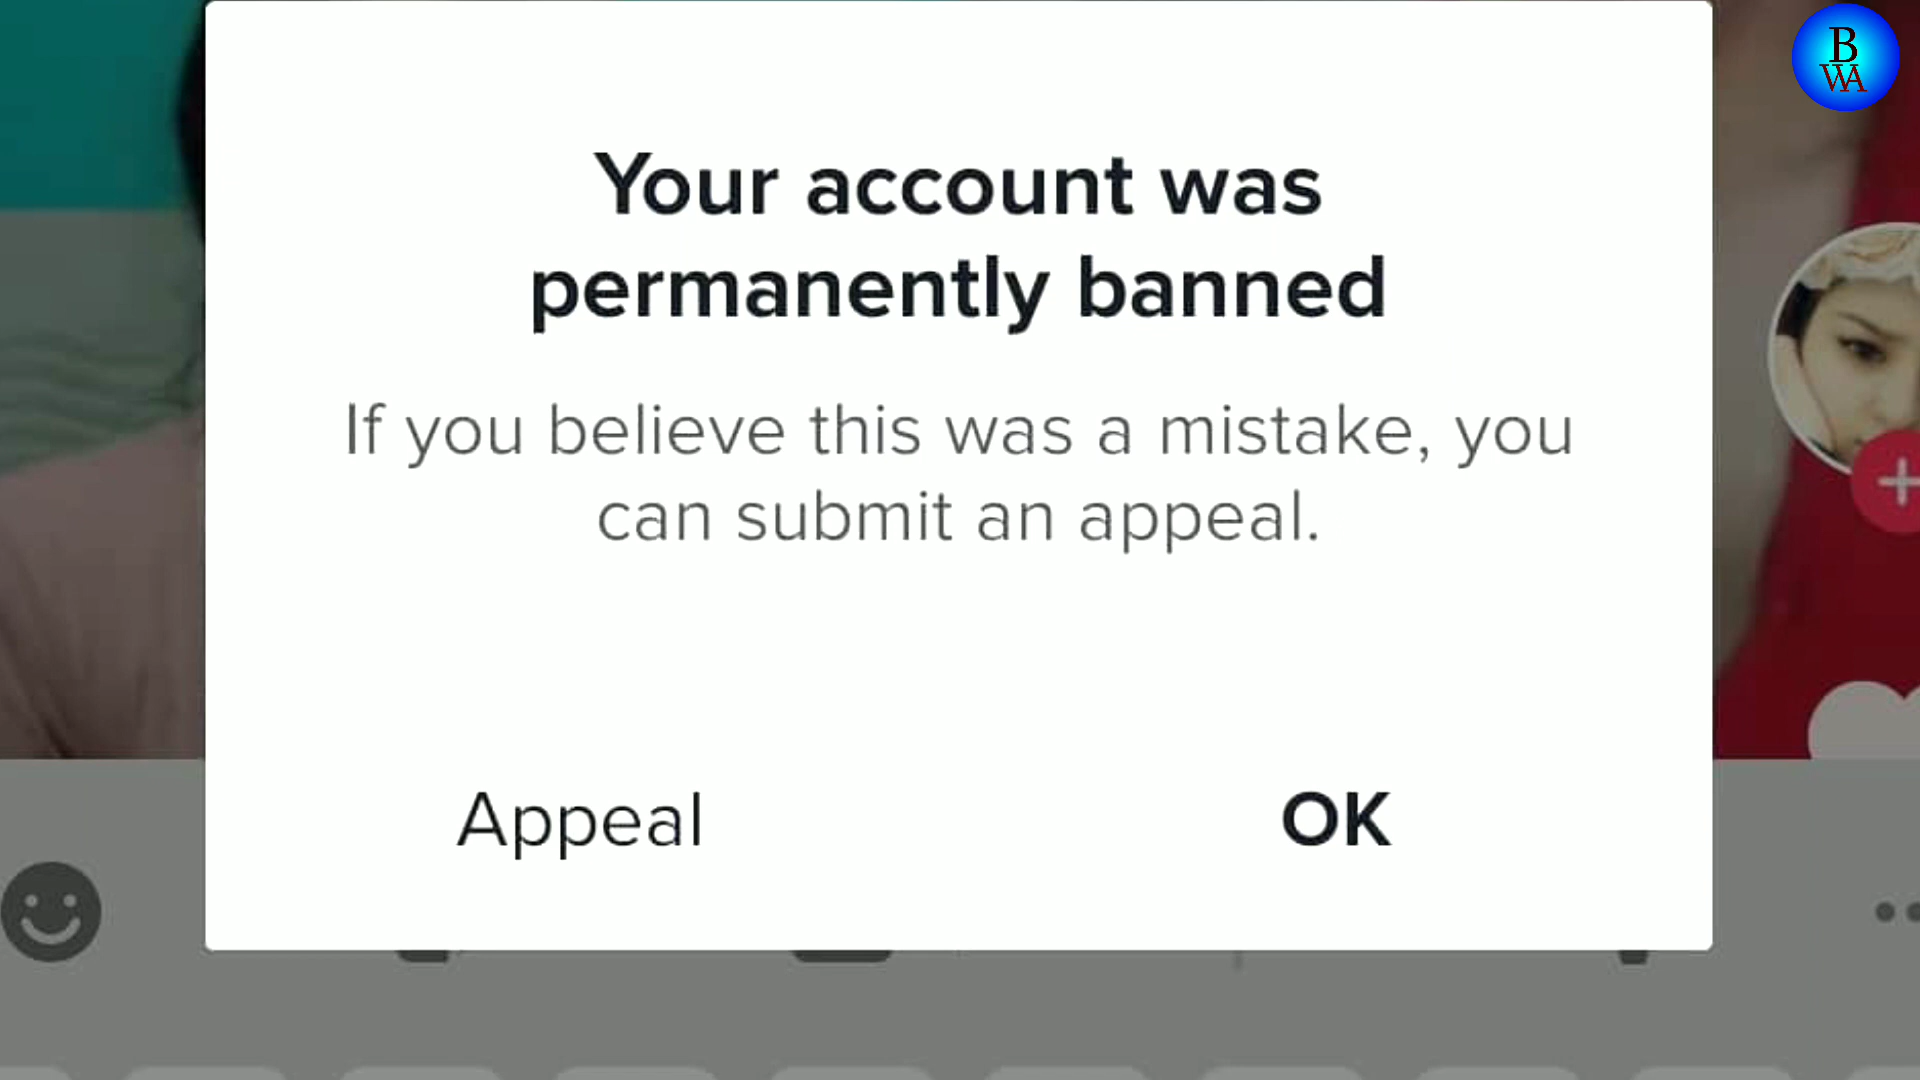 B
WA
Your account was
permanently banned
If you believe this was a mistake, you
can submit an appeal.
Appeal
OK